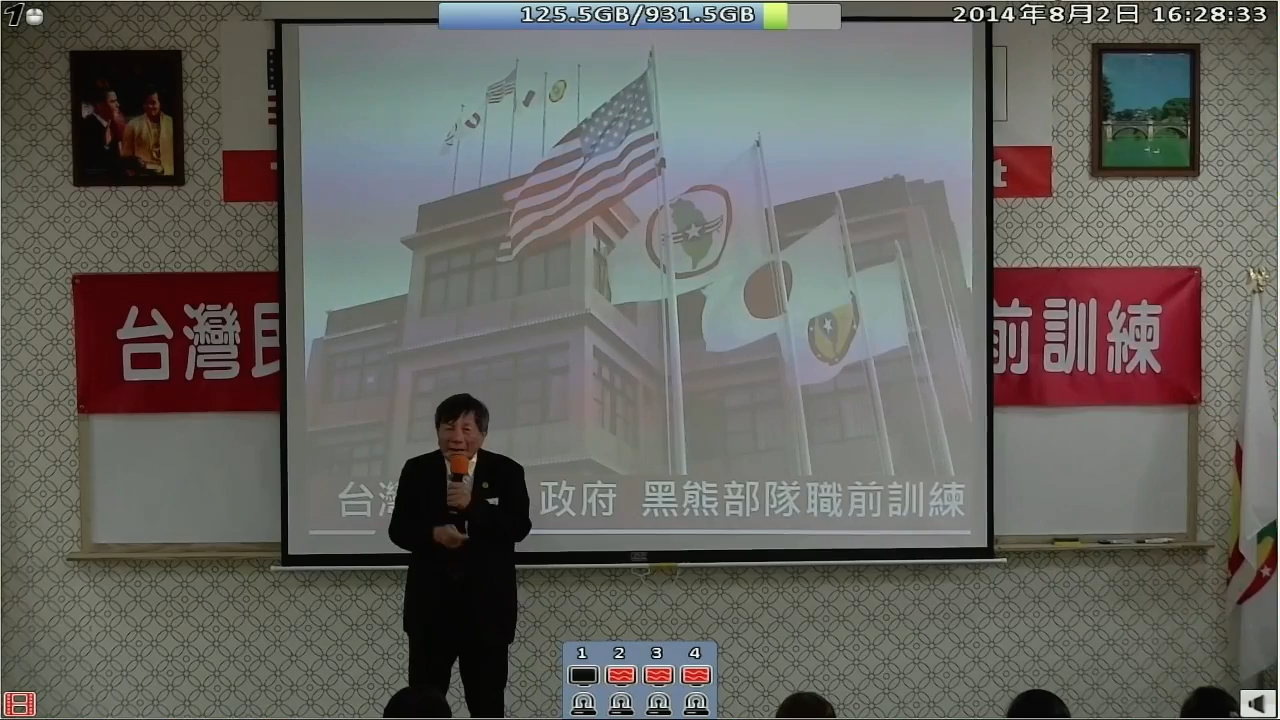 1
125.5GB/931.5GB
2014年8月2日 16:28:33
t
台灣民
前訓練
台灣
政府 黑熊部隊職前訓練
1 2 3 4